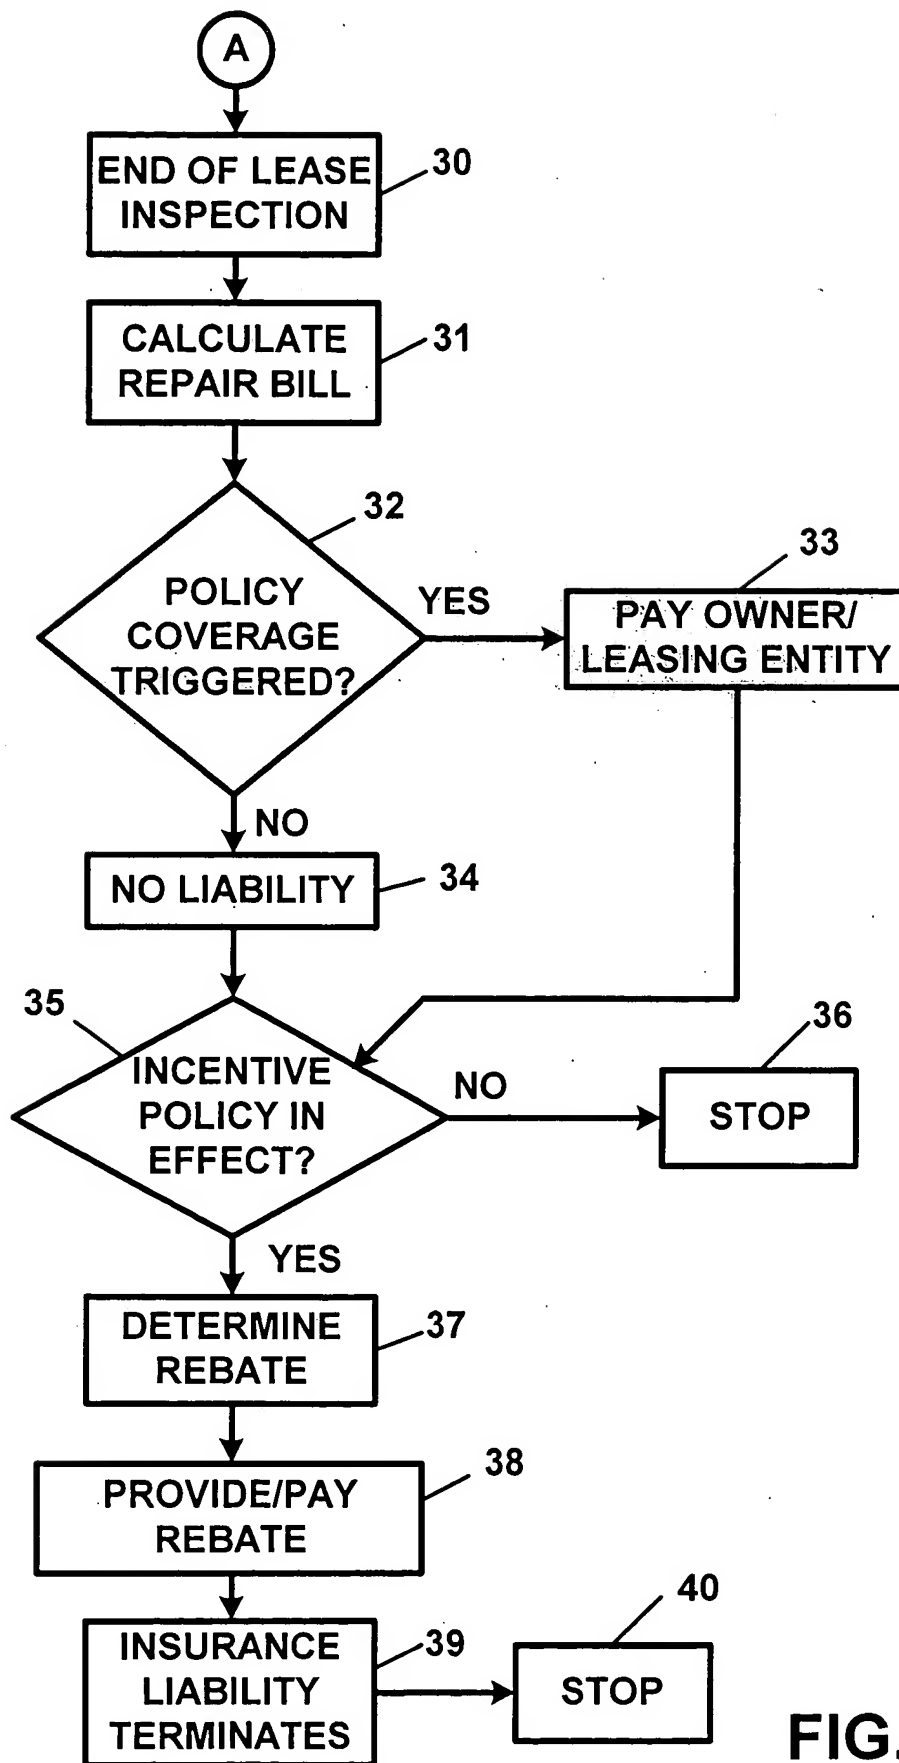 A
END OF LEASE
INSPECTION
30
CALCULATE
REPAIR BILL
31
32
POLICY
COVERAGE
TRIGGERED?
YES
33
PAY OWNER/
LEASING ENTITY
NO
NO LIABILITY
34
35
INCENTIVE
POLICY IN
EFFECT?
NO
36
STOP
YES
DETERMINE
REBATE
37
PROVIDE/PAY
REBATE
38
INSURANCE
LIABILITY
TERMINATES
39
40
STOP
FIG.